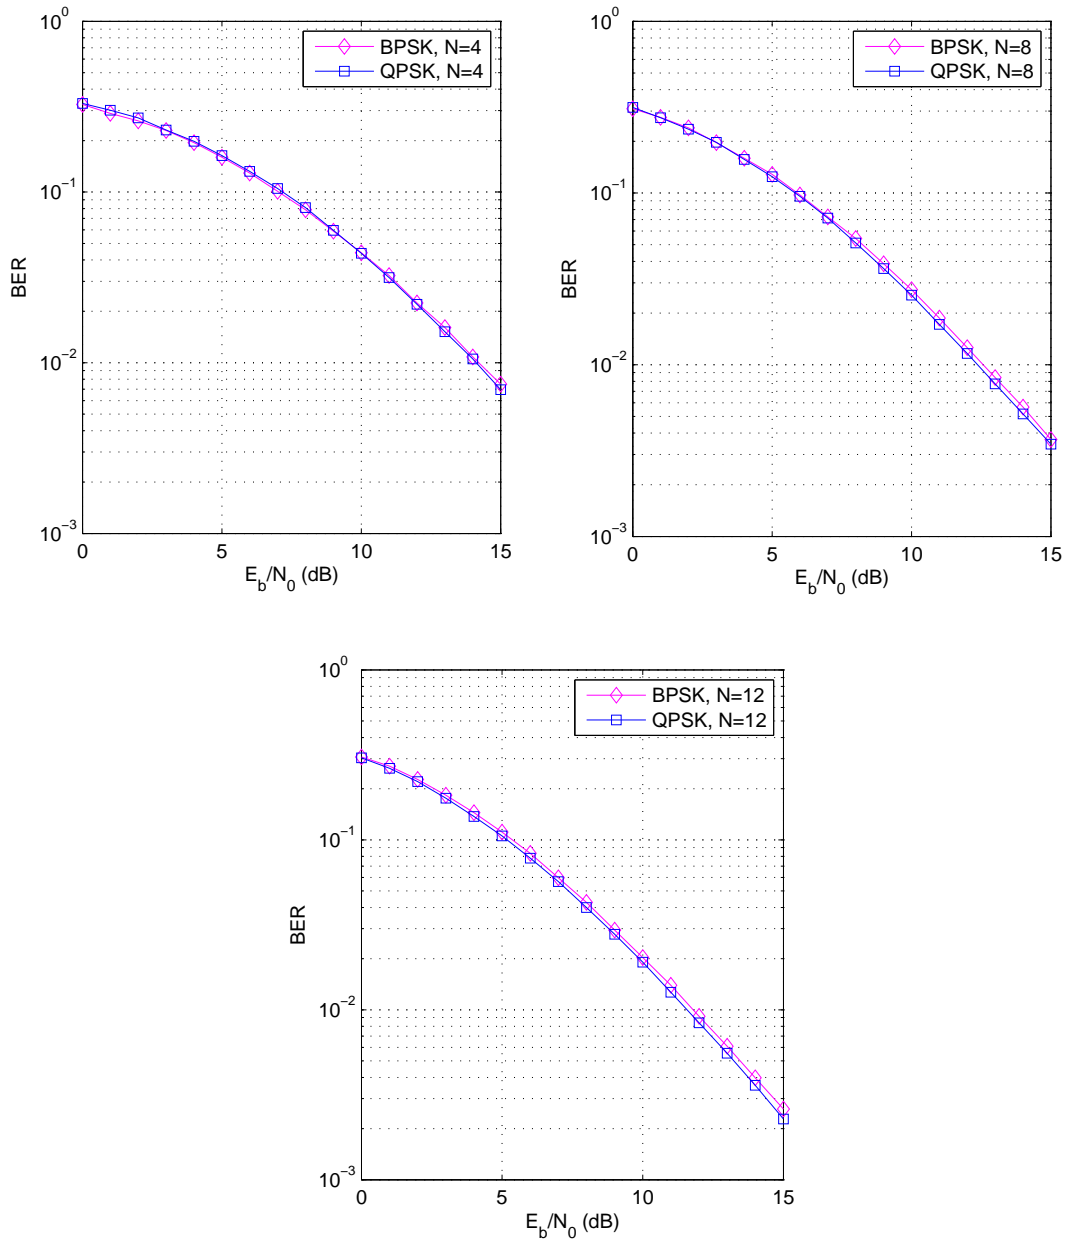 10^0
10^-1
10^-2
10^-3
BER
0
5
10
15
E_b/N_0 (dB)
BPSK, N=4
QPSK, N=4
10^0
10^-1
10^-2
10^-3
BER
0
5
10
15
E_b/N_0 (dB)
BPSK, N=8
QPSK, N=8
10^0
10^-1
10^-2
10^-3
BER
0
5
10
15
E_b/N_0 (dB)
BPSK, N=12
QPSK, N=12